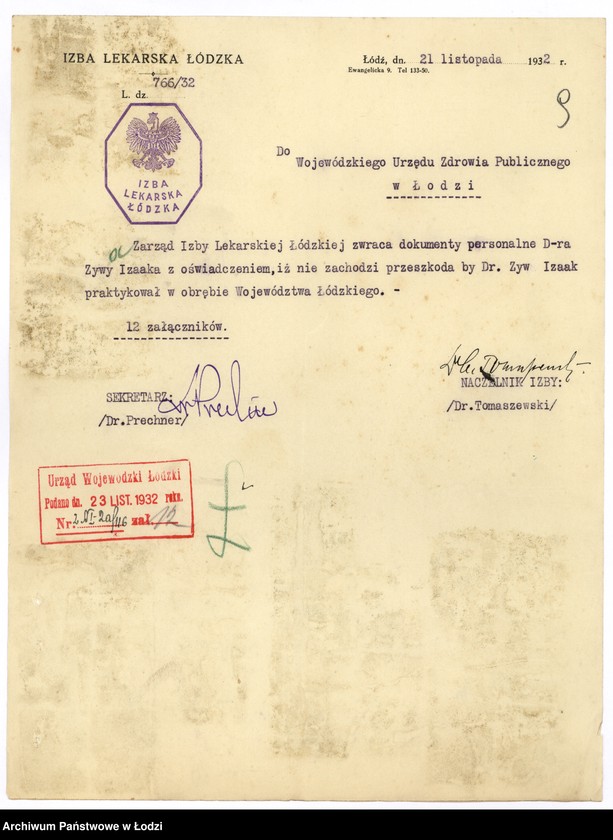 IZBA LEKARSKA ŁÓDZKA
Łódź, dn. 21 listopada 1932 r.
Ewangelicka 9. Tel 133-50.
L. dz. 766/32
9
IZBA
LEKARSKA
ŁÓDZKA
Do
Wojewódzkiego Urzędu Zdrowia Publicznego
w Łodzi
Zarząd Izby Lekarskiej Łódzkiej zwraca dokumenty personalne D-ra
Zywy Izaaka z oświadczeniem,iż nie zachodzi przeszkoda by Dr. Zyw Izaak
praktykował w obrębie Województwa Łódzkiego. -
12 załączników.
SEKRETARZ:
/Dr.Prechner/
Dr Prechner
NACZELNIK IZBY:
/Dr.Tomaszewski/
Urząd Wojewódzki Łódzki
Podano dn. 23 LIST. 1932 roku.
Nr. zał. 12
Archiwum Państwowe w Łodzi